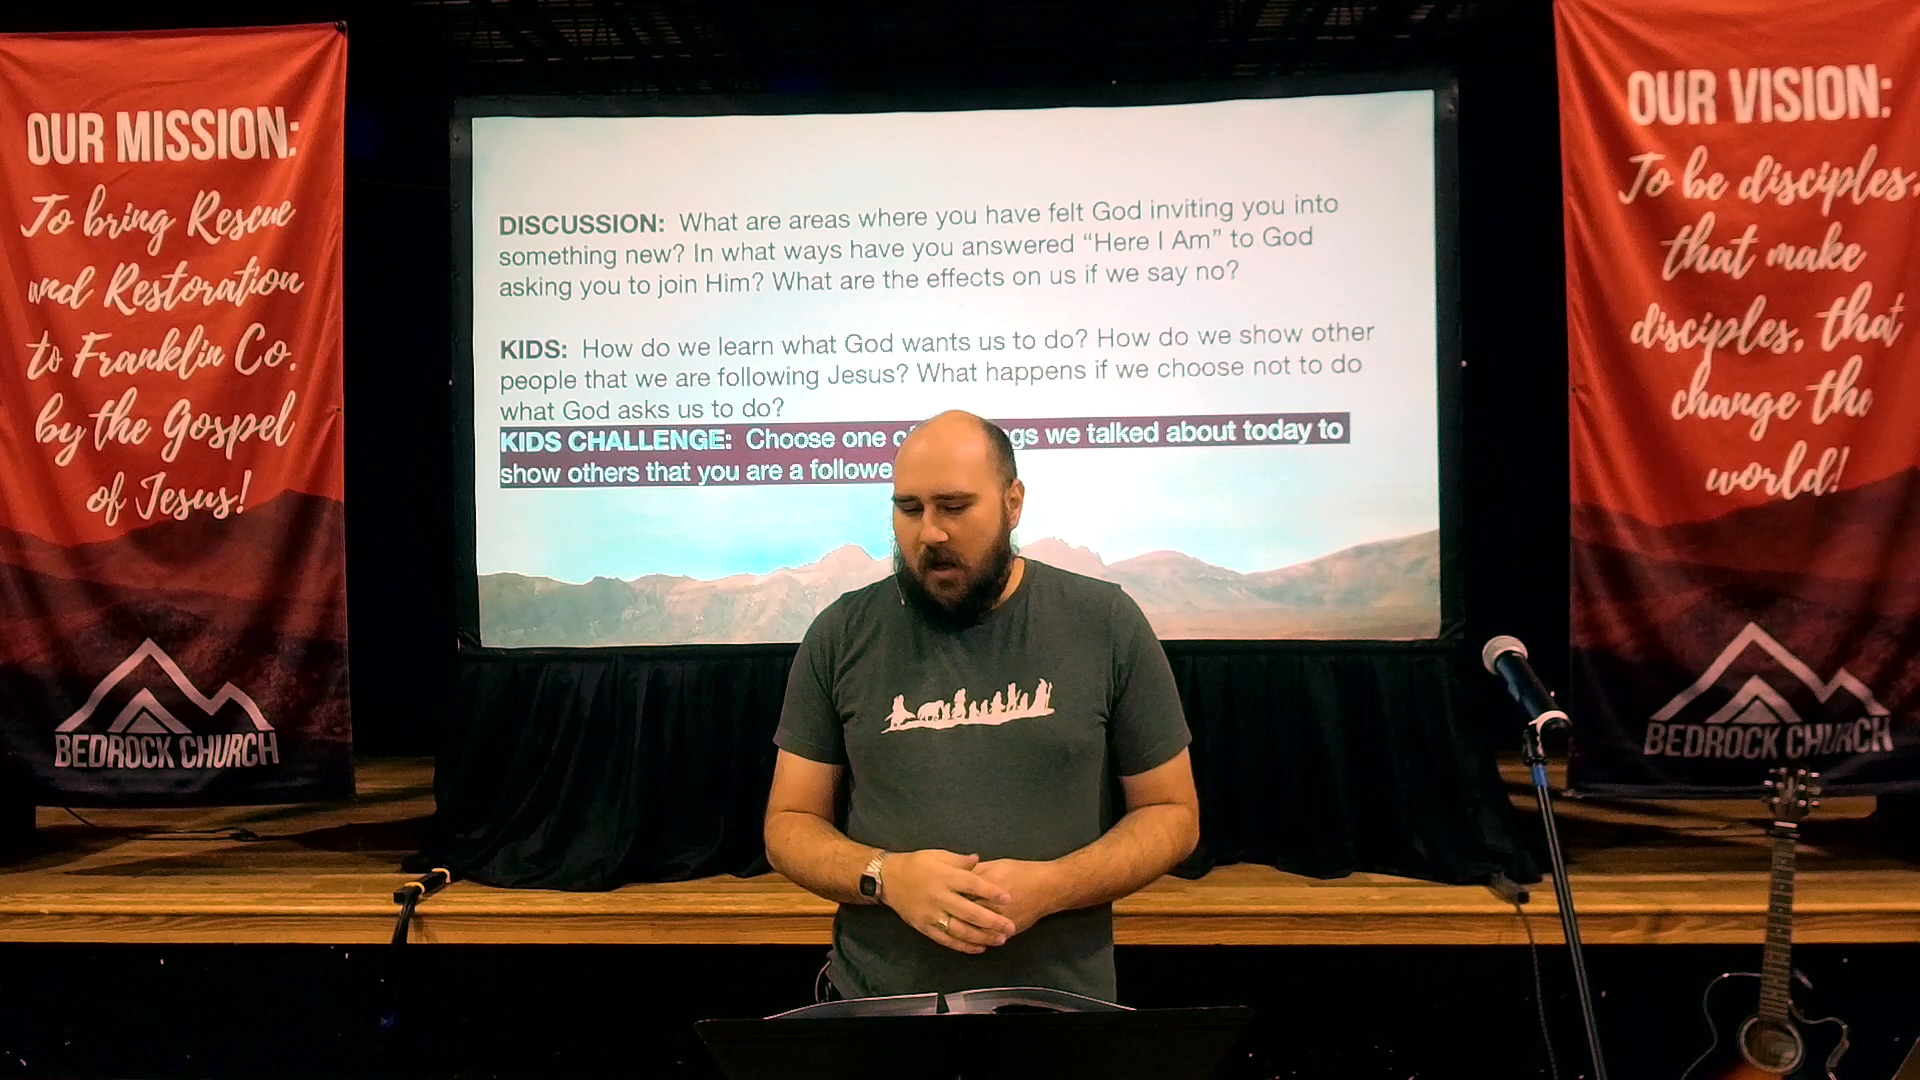 OUR MISSION:
To bring Rescue
and Restoration
to Franklin Co.
by the Gospel
of Jesus!
BEDROCK CHURCH
DISCUSSION: What are areas where you have felt God inviting you into
something new? In what ways have you answered “Here I Am” to God
asking you to join Him? What are the effects on us if we say no?
KIDS: How do we learn what God wants us to do? How do we show other
people that we are following Jesus? What happens if we choose not to do
what God asks us to do?
KIDS CHALLENGE: Choose one we talked about today to
show others that you are a
OUR VISION:
To be disciples,
that make
disciples, that
change the
world!
BEDROCK CHURCH